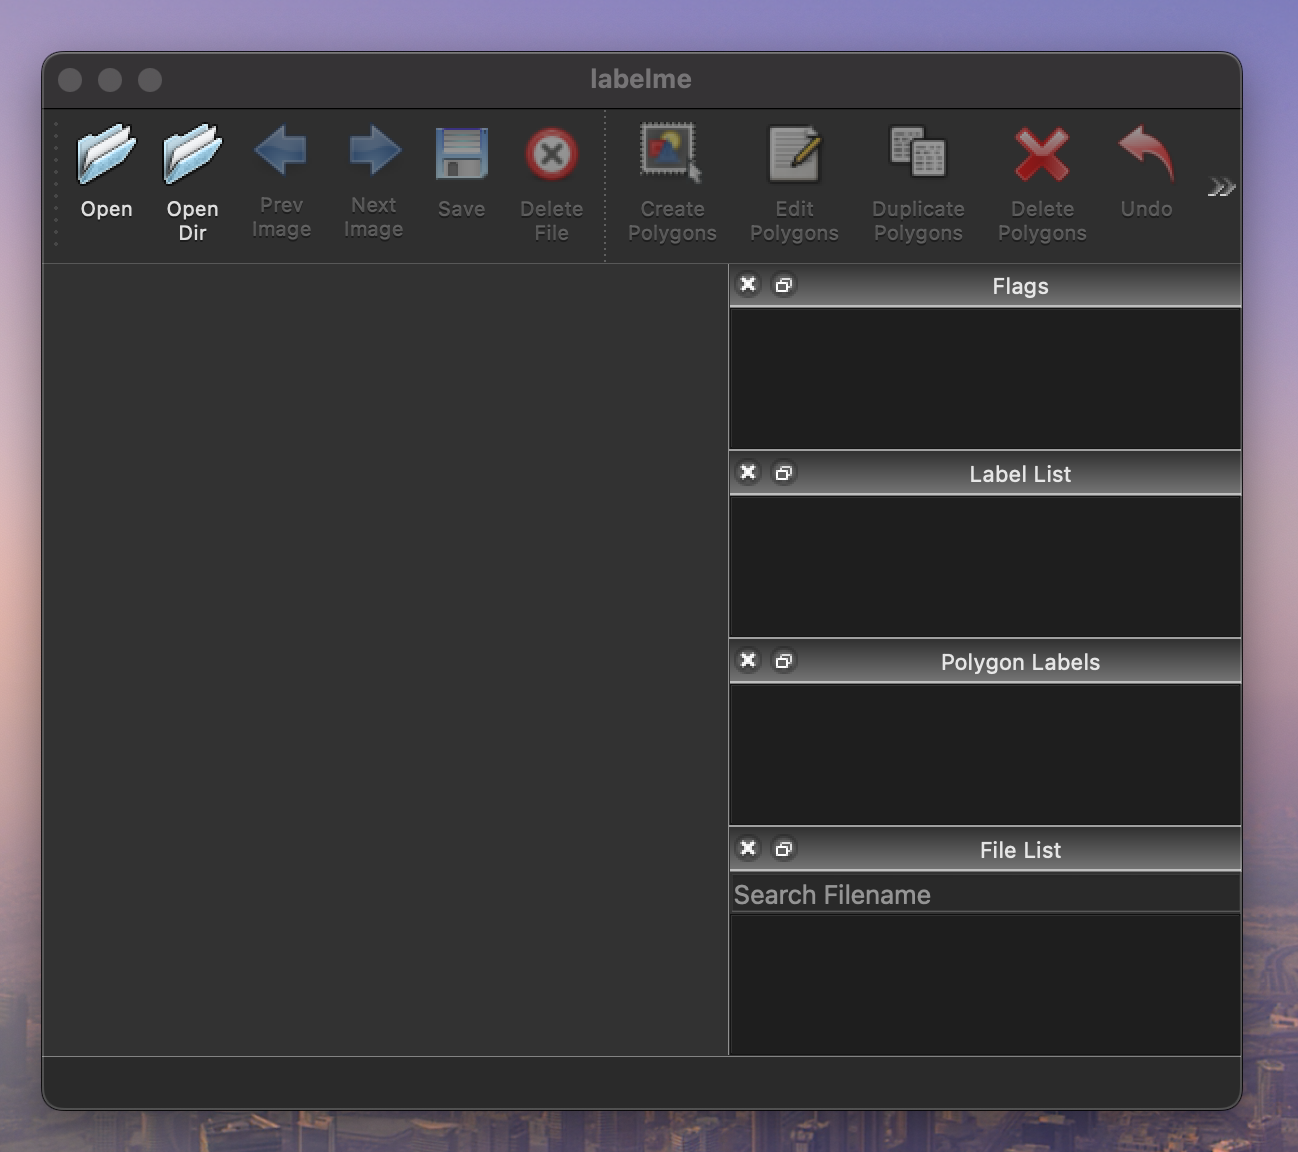 labelme
Open
Open
Dir
Prev
Image
Next
Image
Save
Delete
File
Create
Polygons
Edit
Polygons
Duplicate
Polygons
Delete
Polygons
Undo
Flags
Label List
Polygon Labels
File List
Search Filename